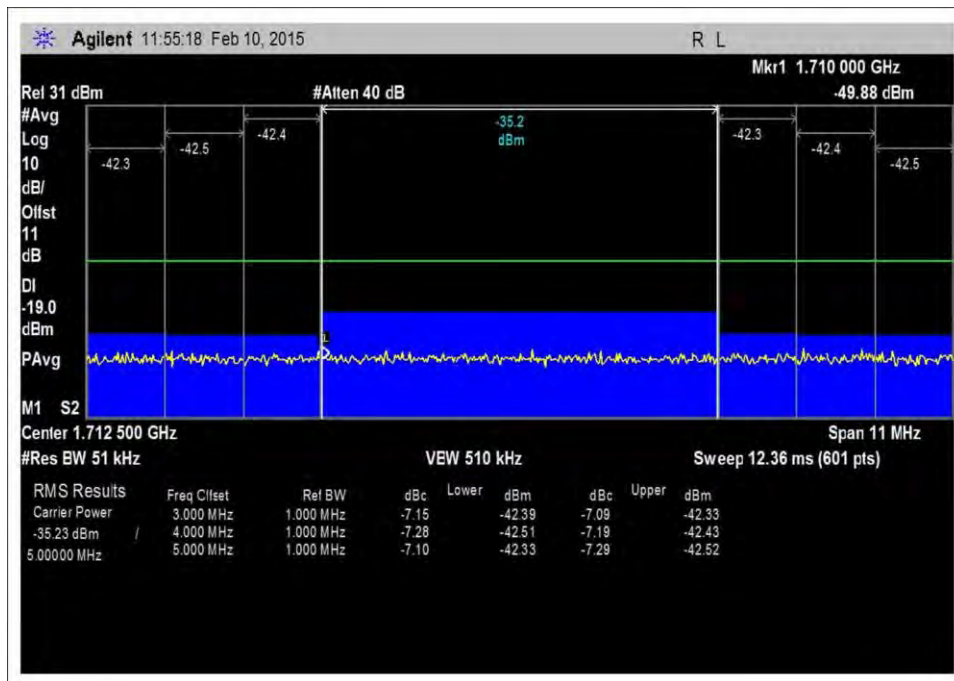 Agilent 11:55:18 Feb 10, 2015 R L
Mkr1 1.710 000 GHz
Ref 31 dBm #Atten 40 dB -49.88 dBm
#Avg
Log
10
dB/
Offst
11
dB
DI
-19.0
dBm
PAvg
M1 S2
-42.3 -42.5 -42.4 -35.2 dBm -42.3 -42.4 -42.5
1
Center 1.712 500 GHz Span 11 MHz
#Res BW 51 kHz VBW 510 kHz Sweep 12.36 ms (601 pts)
RMS Results Freq Offset Ref BW dBc Lower dBm dBc Upper dBm
Carrier Power 3.000 MHz 1.000 MHz -7.15 -42.39 -7.09 -42.33
-35.23 dBm / 4.000 MHz 1.000 MHz -7.28 -42.51 -7.19 -42.43
5.00000 MHz 5.000 MHz 1.000 MHz -7.10 -42.33 -7.29 -42.52